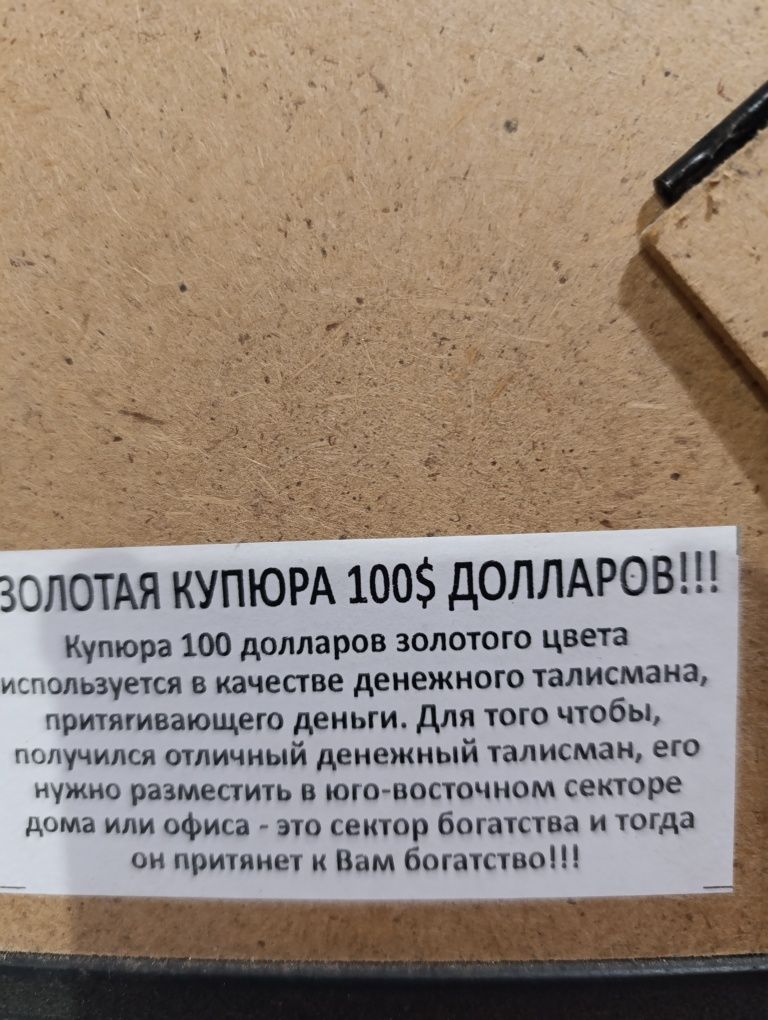 ЗОЛОТАЯ КУПЮРА 100$ ДОЛЛАРОВ!!!
Купюра 100 долларов золотого цвета
используется в качестве денежного талисмана,
притягивающего деньги. Для того чтобы,
получился отличный денежный талисман, его
нужно разместить в юго-восточном секторе
дома или офиса - это сектор богатства и тогда
он притянет к Вам богатство!!!